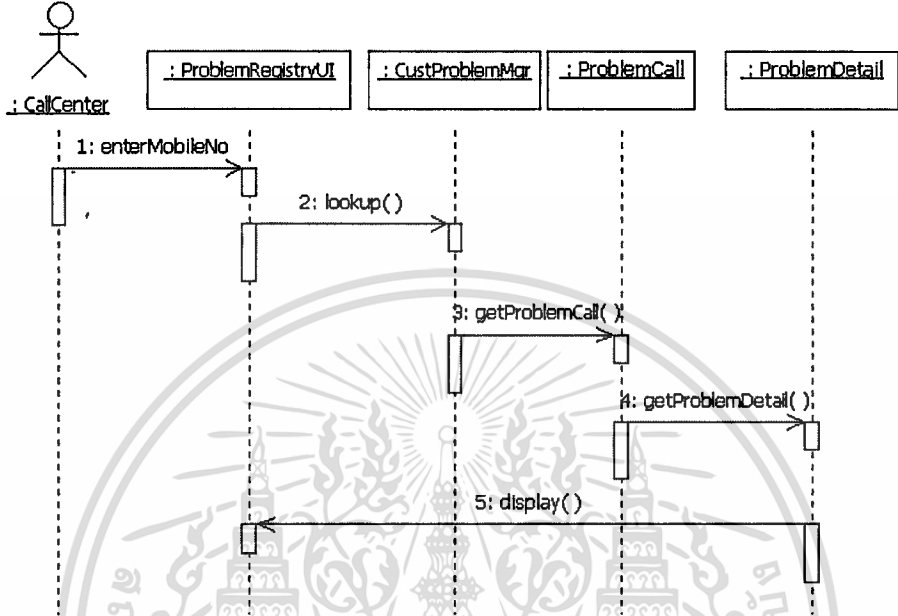 : CallCenter
: ProblemRegistryUI
: CustProblemMgr
: ProblemCall
: ProblemDetail
1: enterMobileNo
2: lookup()
3: getProblemCall( )
4: getProblemDetail( )
5: display()